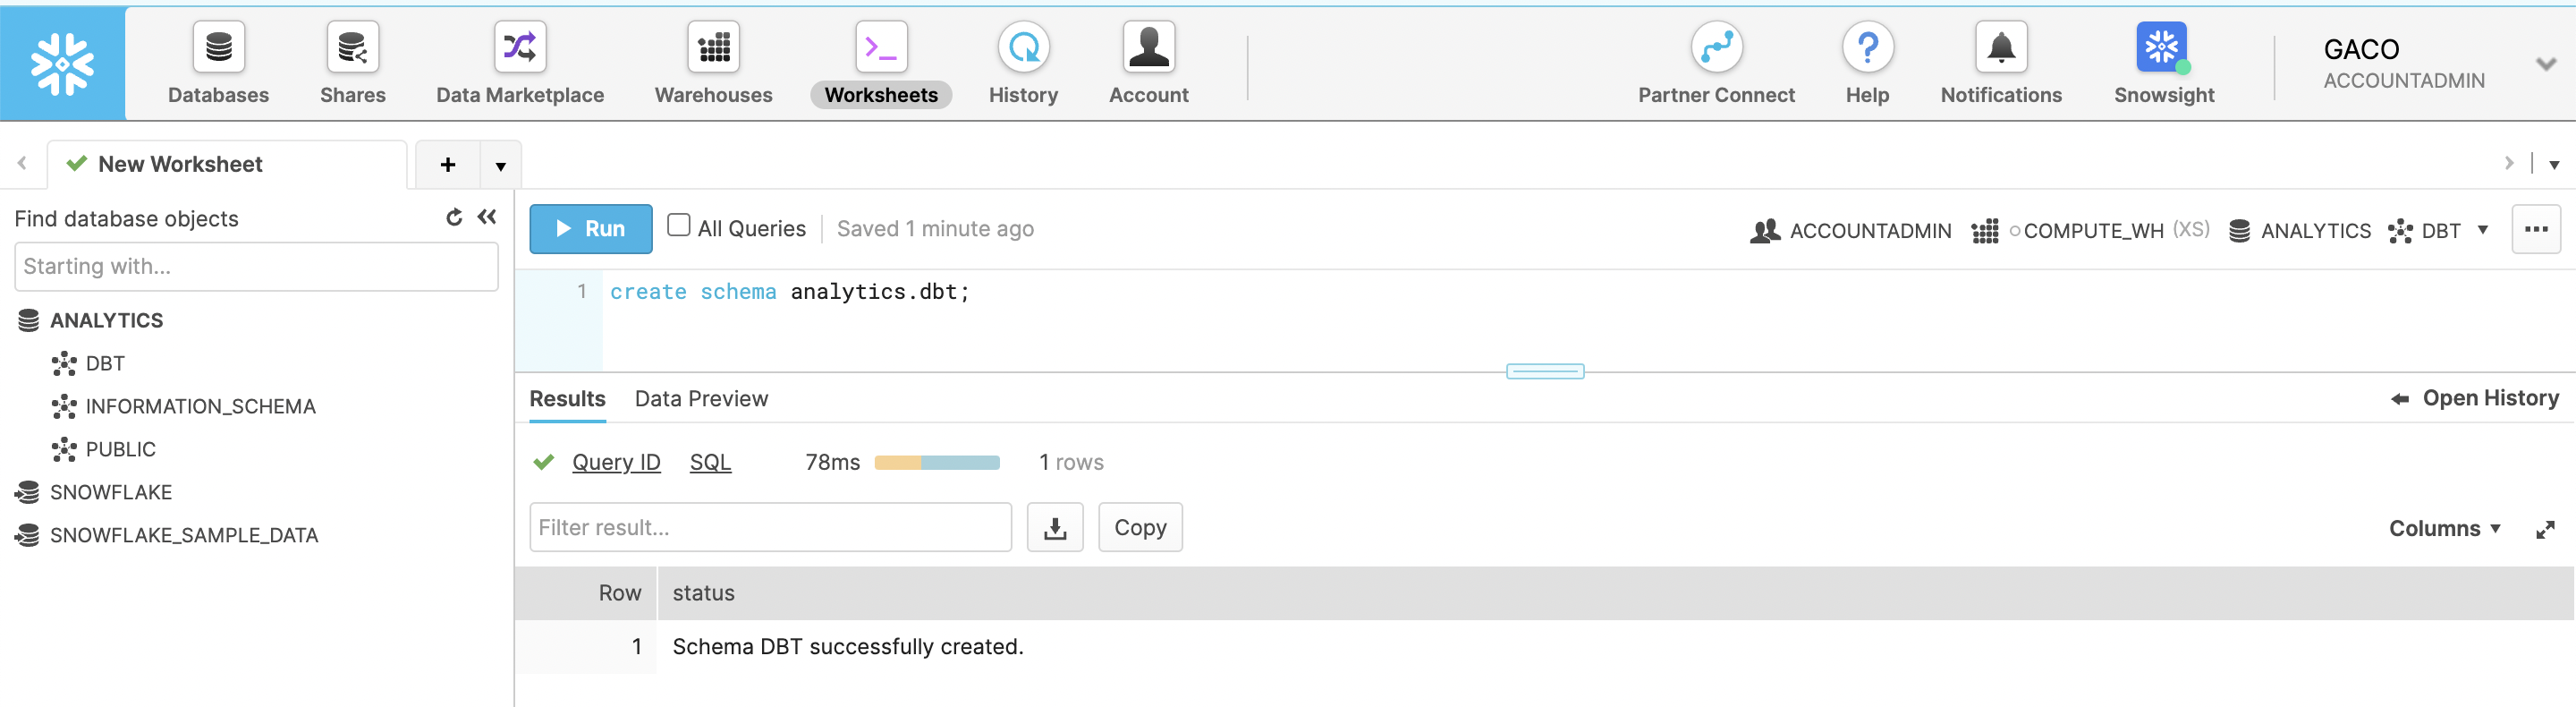 Databases Shares Data Marketplace Warehouses Worksheets History Account Partner Connect Help Notifications Snowsight
GACO
ACCOUNTADMIN
New Worksheet + 
Find database objects
Starting with...
ANALYTICS
DBT
INFORMATION_SCHEMA
PUBLIC
SNOWFLAKE
SNOWFLAKE_SAMPLE_DATA
Run All Queries Saved 1 minute ago ACCOUNTADMIN COMPUTE_WH (XS) ANALYTICS DBT
1 create schema analytics.dbt;
Results Data Preview Open History
Query ID SQL 78ms 1 rows
Filter result... Copy Columns
Row status
1 Schema DBT successfully created.